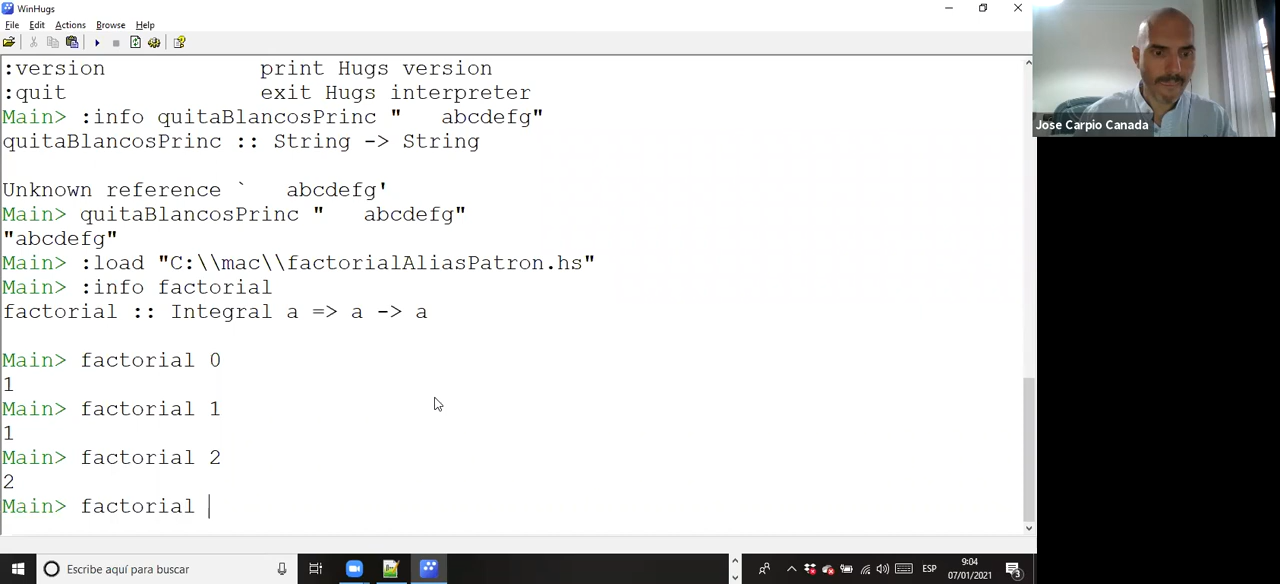 WinHugs
File Edit Actions Browse Help
:version print Hugs version
:quit exit Hugs interpreter
Main> :info quitaBlancosPrinc "   abcdefg"
quitaBlancosPrinc :: String -> String
Unknown reference `   abcdefg'
Main> quitaBlancosPrinc "   abcdefg"
"abcdefg"
Main> :load "C:\\mac\\factorialAliasPatron.hs"
Main> :info factorial
factorial :: Integral a => a -> a
Main> factorial 0
1
Main> factorial 1
1
Main> factorial 2
2
Main> factorial
Jose Carpio Canada
Escribe aquí para buscar
ESP
9:04
07/01/2021
3